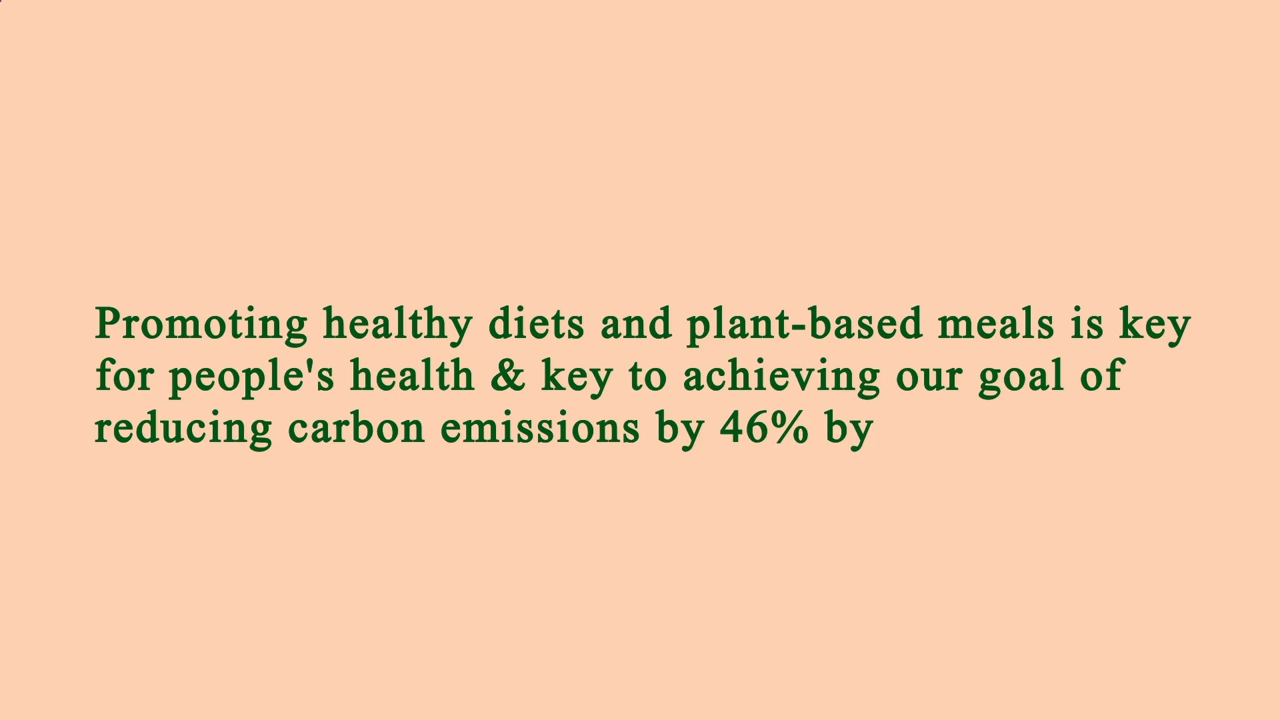 Promoting healthy diets and plant-based meals is key
for people's health & key to achieving our goal of
reducing carbon emissions by 46% by